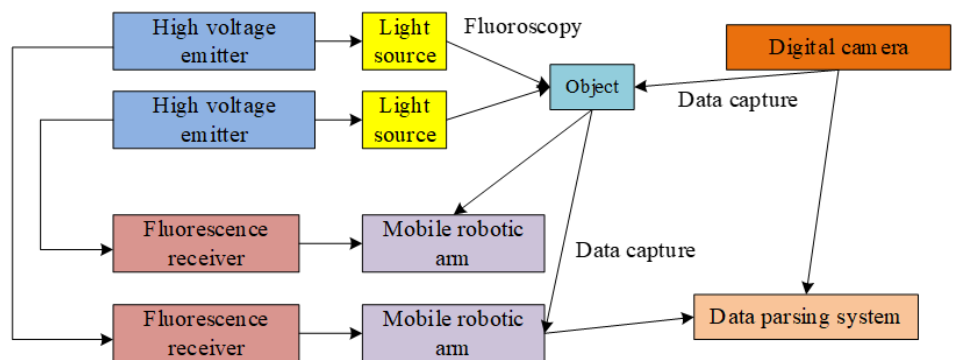 High voltage
emitter
Light
source
Fluoroscopy
Digital camera
Object
Data capture
High voltage
emitter
Light
source
Fluorescence
receiver
Mobile robotic
arm
Data capture
Fluorescence
receiver
Mobile robotic
arm
Data parsing system